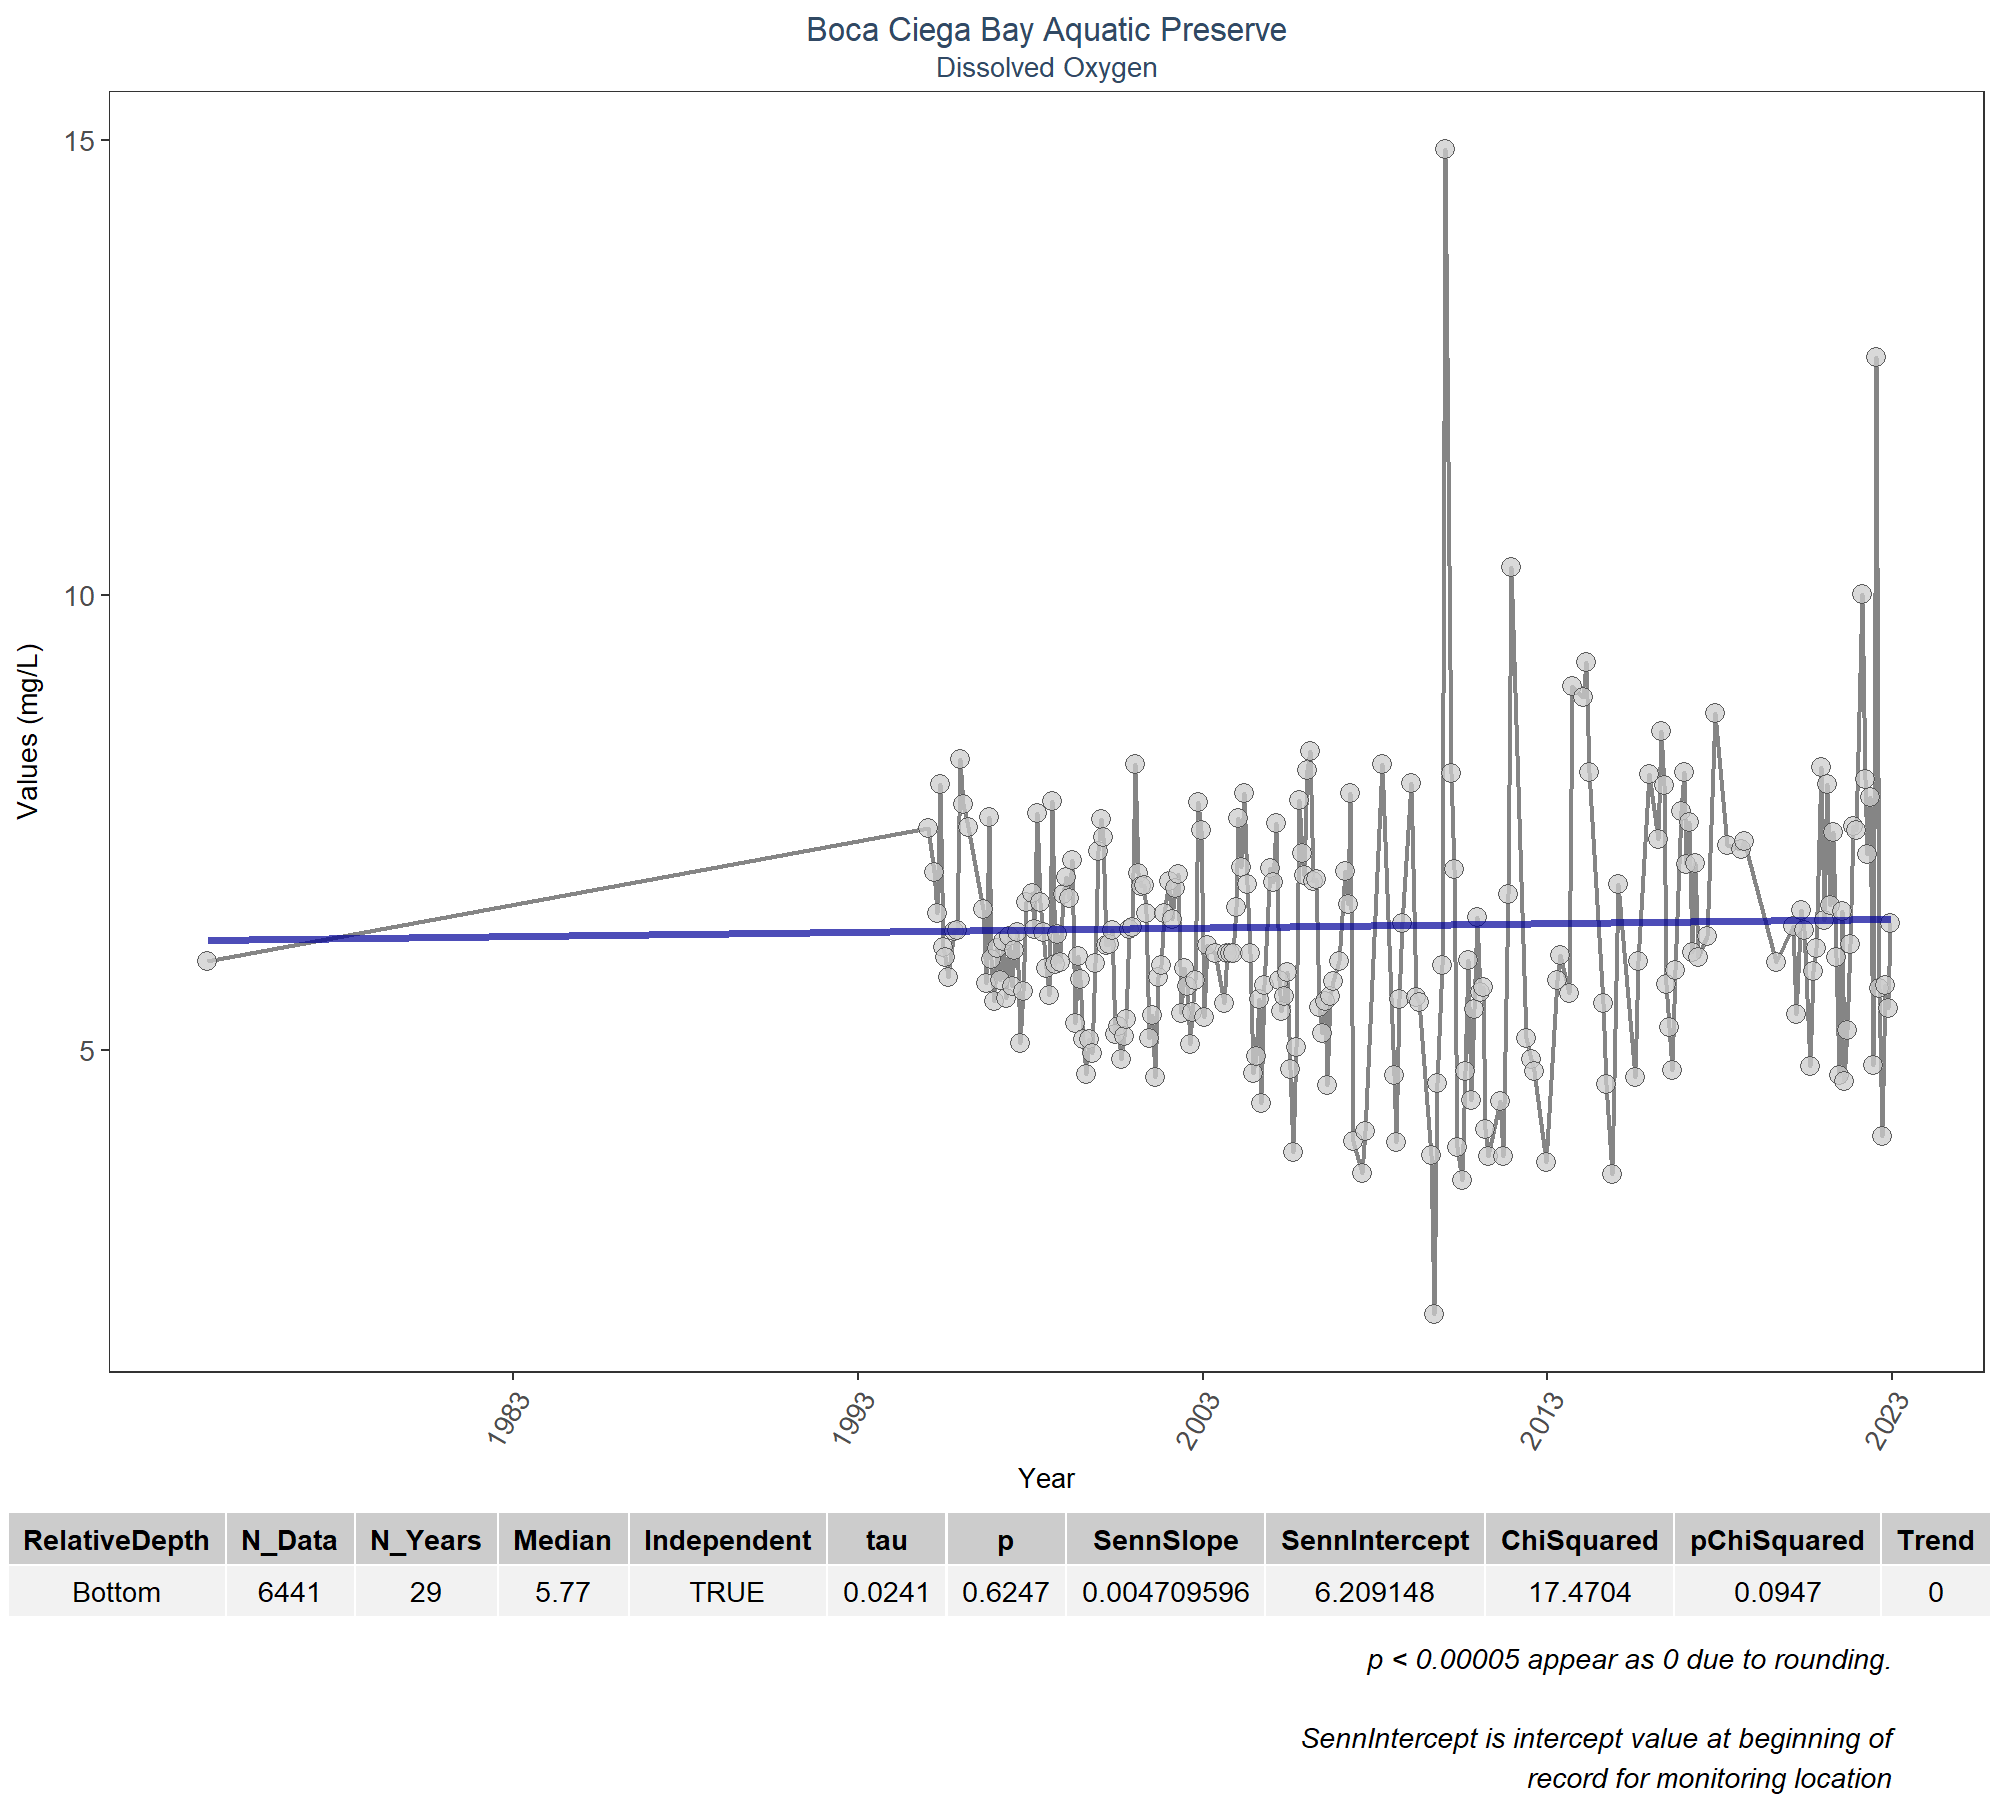 Boca Ciega Bay Aquatic Preserve
Dissolved Oxygen
15
10
5
Values (mg/L)
1983
1993
2003
2013
2023
Year
RelativeDepth N_Data N_Years Median Independent tau p SennSlope SennIntercept ChiSquared pChiSquared Trend
Bottom 6441 29 5.77 TRUE 0.0241 0.6247 0.004709596 6.209148 17.4704 0.0947 0
p < 0.00005 appear as 0 due to rounding.
SennIntercept is intercept value at beginning of
record for monitoring location